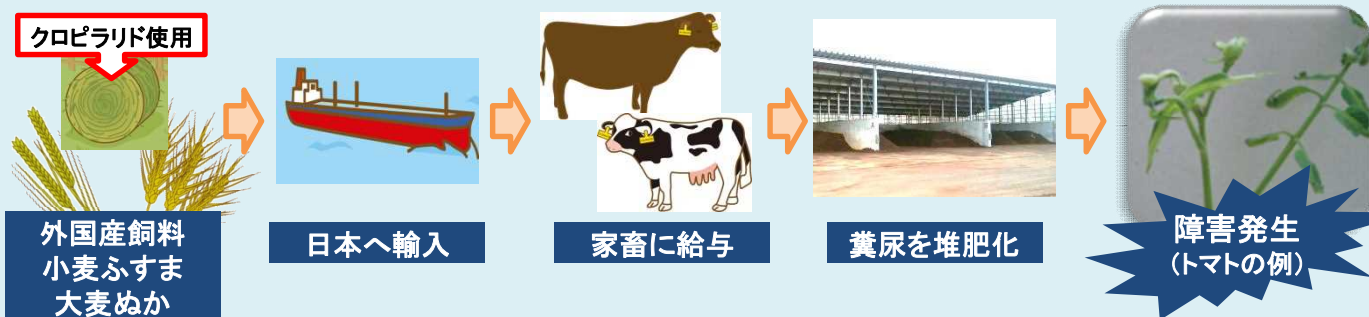 クロピラリド使用
外国産飼料
小麦ふすま
大麦ぬか
日本へ輸入
家畜に給与
糞尿を堆肥化
障害発生
(トマトの例)